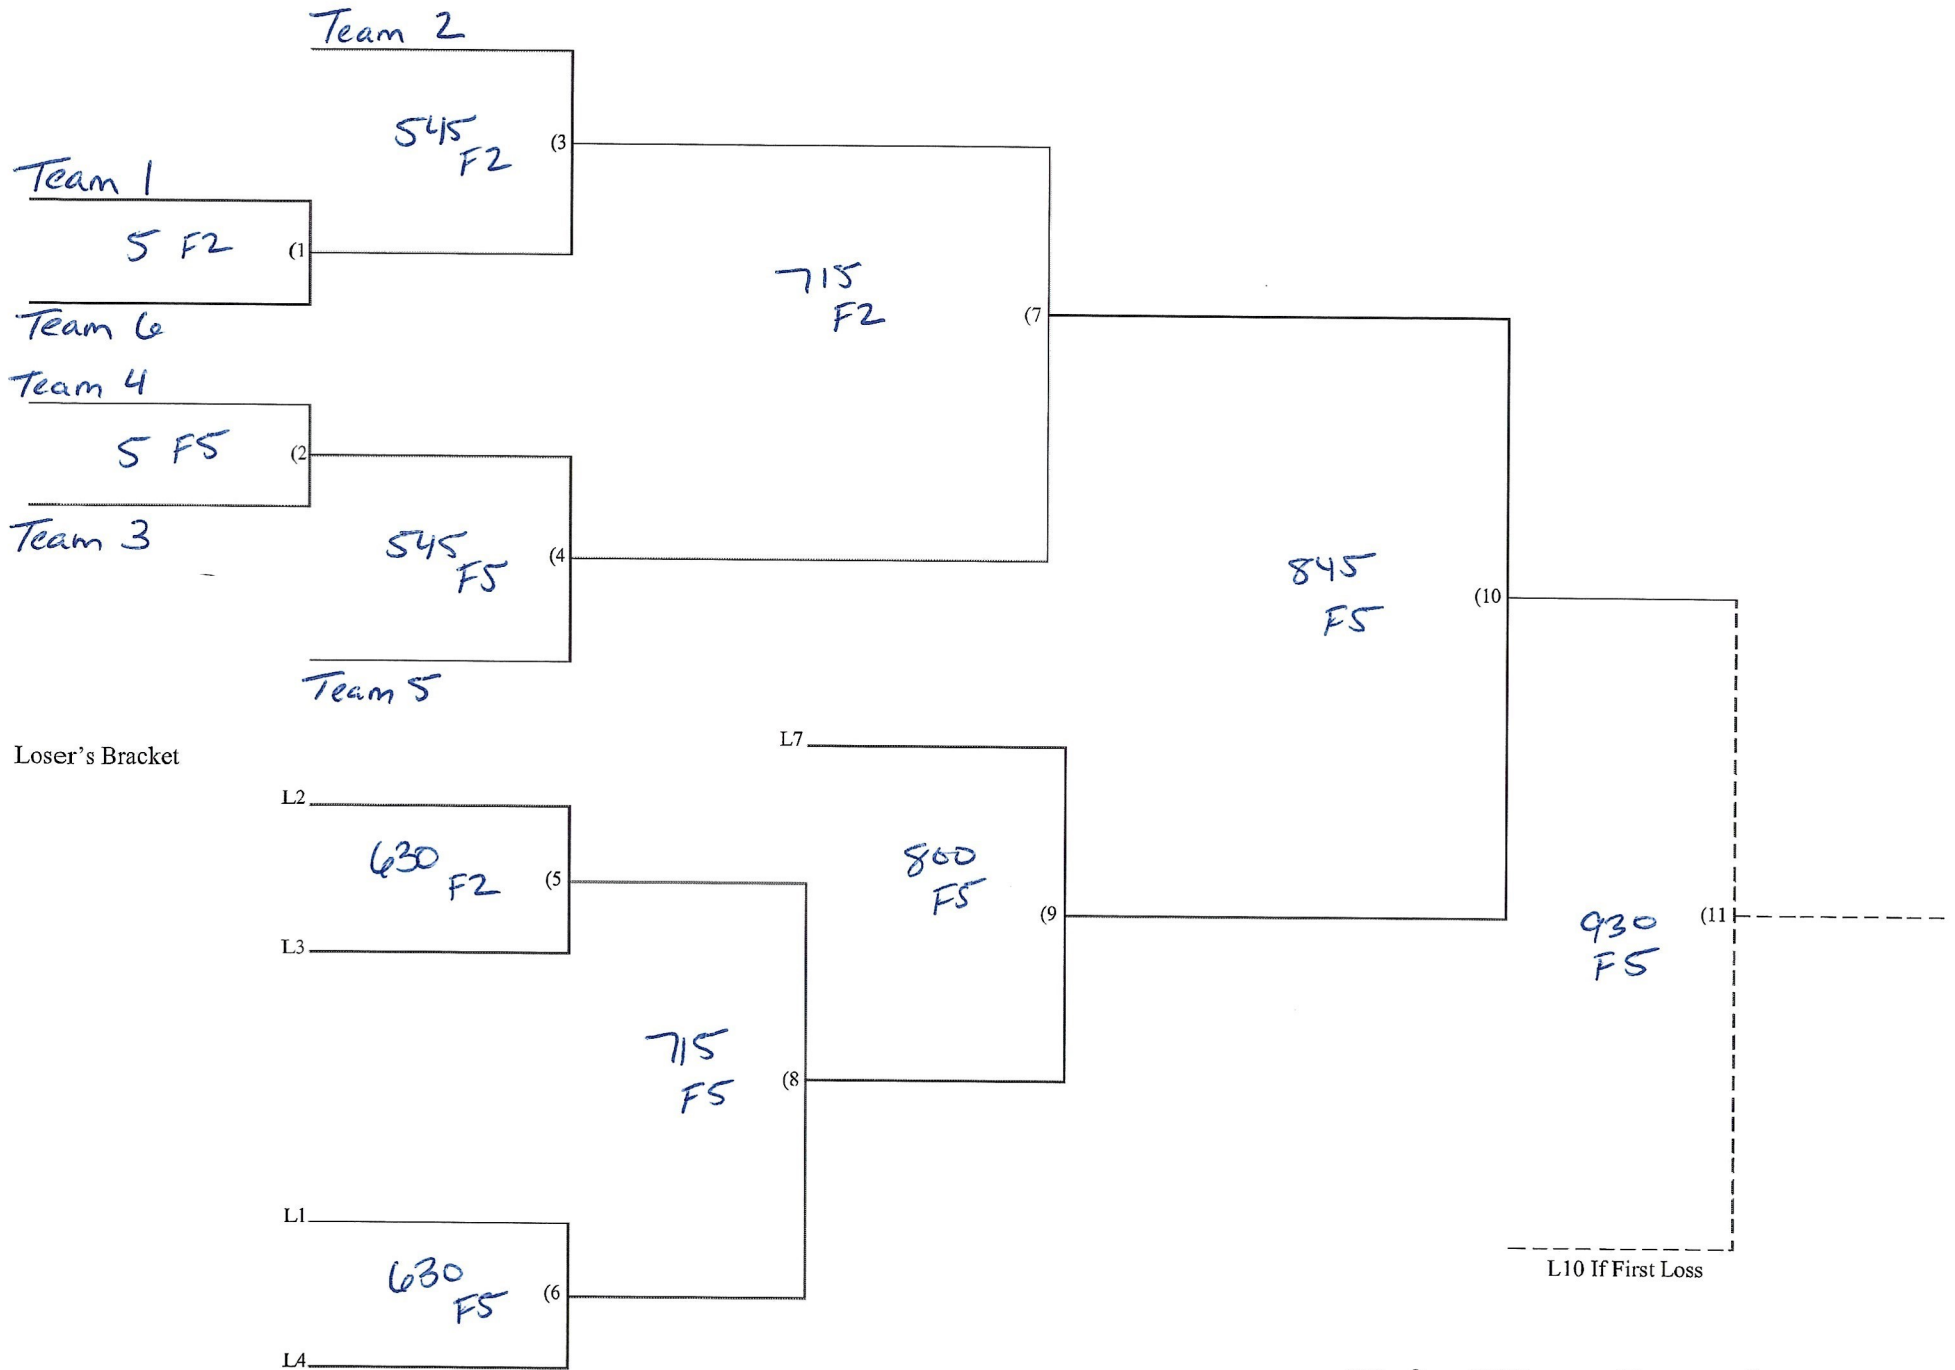 Team 2
545
F2
(3
Team 1
5 F2
(1
Team 6
715
F2
(7
Team 4
5 F5
(2
Team 3
545
F5
(4
845
F5
(10
Team 5
Loser's Bracket
L7
L2
630
F2
(5
L3
800
F5
(9
930
F5
(11
715
F5
(8
L1
630
F5
(6
L4
L10 If First Loss